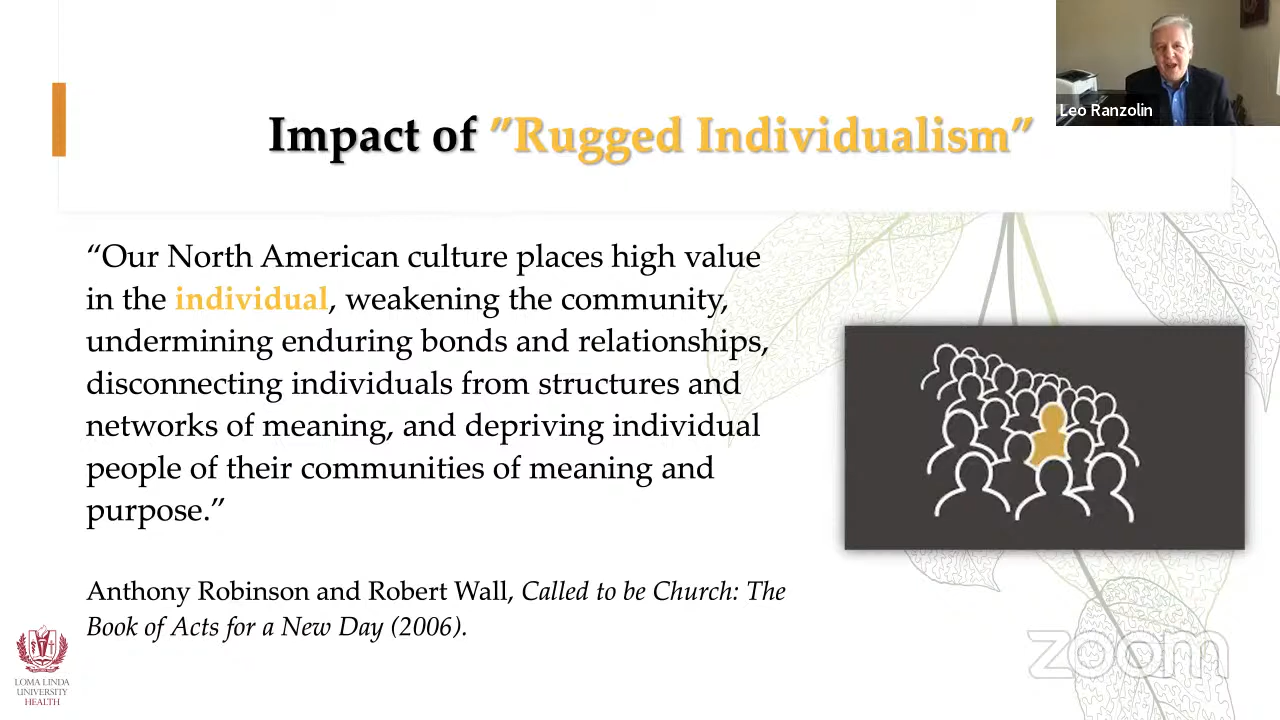 Leo Ranzolin
Impact of ”Rugged Individualism”
“Our North American culture places high value
in the individual, weakening the community,
undermining enduring bonds and relationships,
disconnecting individuals from structures and
networks of meaning, and depriving individual
people of their communities of meaning and
purpose.”
Anthony Robinson and Robert Wall, Called to be Church: The
Book of Acts for a New Day (2006).
LOMA LINDA
UNIVERSITY
HEALTH
zoom